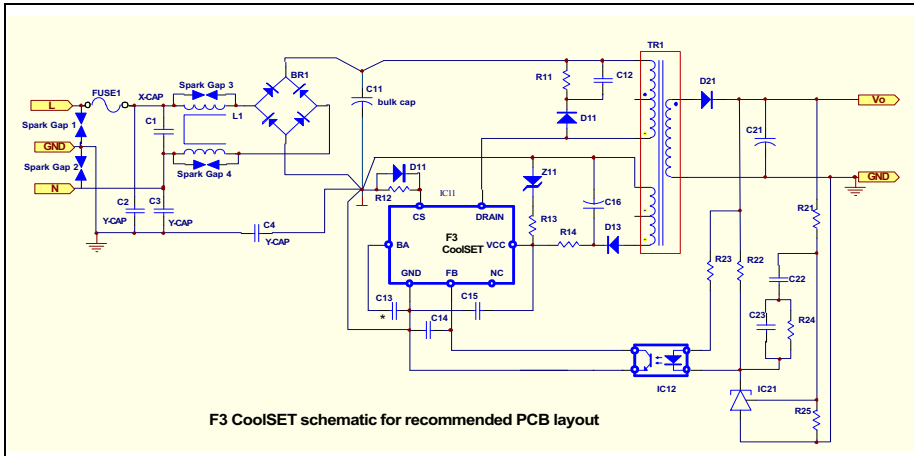 TR1
BR1
Spark Gap 3
FUSE1
X-CAP
R11
C12
D21
C11
bulk cap
L
L1
Vo
Spark Gap 1
C1
D11
C21
GND
Spark Gap 2
Spark Gap 4
D11
Z11
GND
N
R12
IC11
C16
C2
C3
CS
DRAIN
R21
Y-CAP
Y-CAP
C4
Y-CAP
F3
CoolSET
BA
VCC
R13
R14
D13
R23
R22
GND
FB
NC
C22
C13
*
C15
C14
C23
R24
IC12
IC21
R25
F3 CoolSET schematic for recommended PCB layout